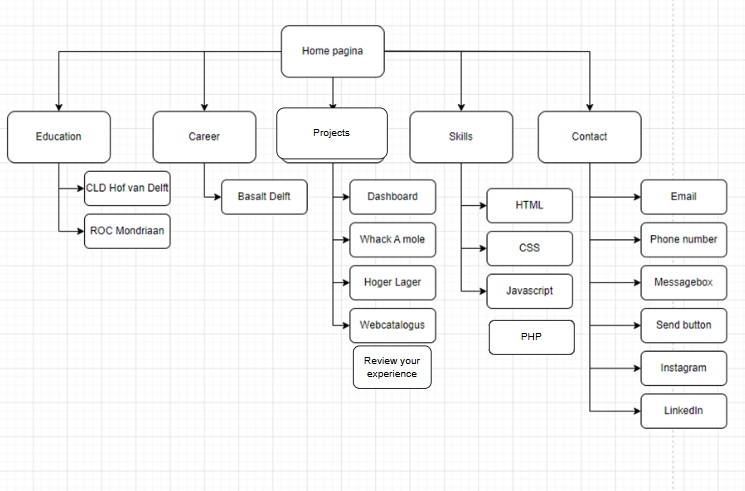 Home pagina
Education
Career
Projects
Skills
Contact
CLD Hof van Delft
ROC Mondriaan
Basalt Delft
Dashboard
Whack A mole
Hoger Lager
Webcatalogus
Review your
experience
HTML
CSS
Javascript
PHP
Email
Phone number
Messagebox
Send button
Instagram
LinkedIn